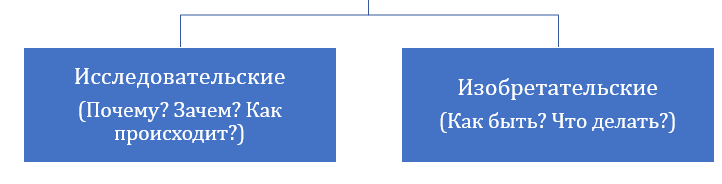 Исследовательские
(Почему? Зачем? Как
происходит?)
Изобретательские
(Как быть? Что делать?)